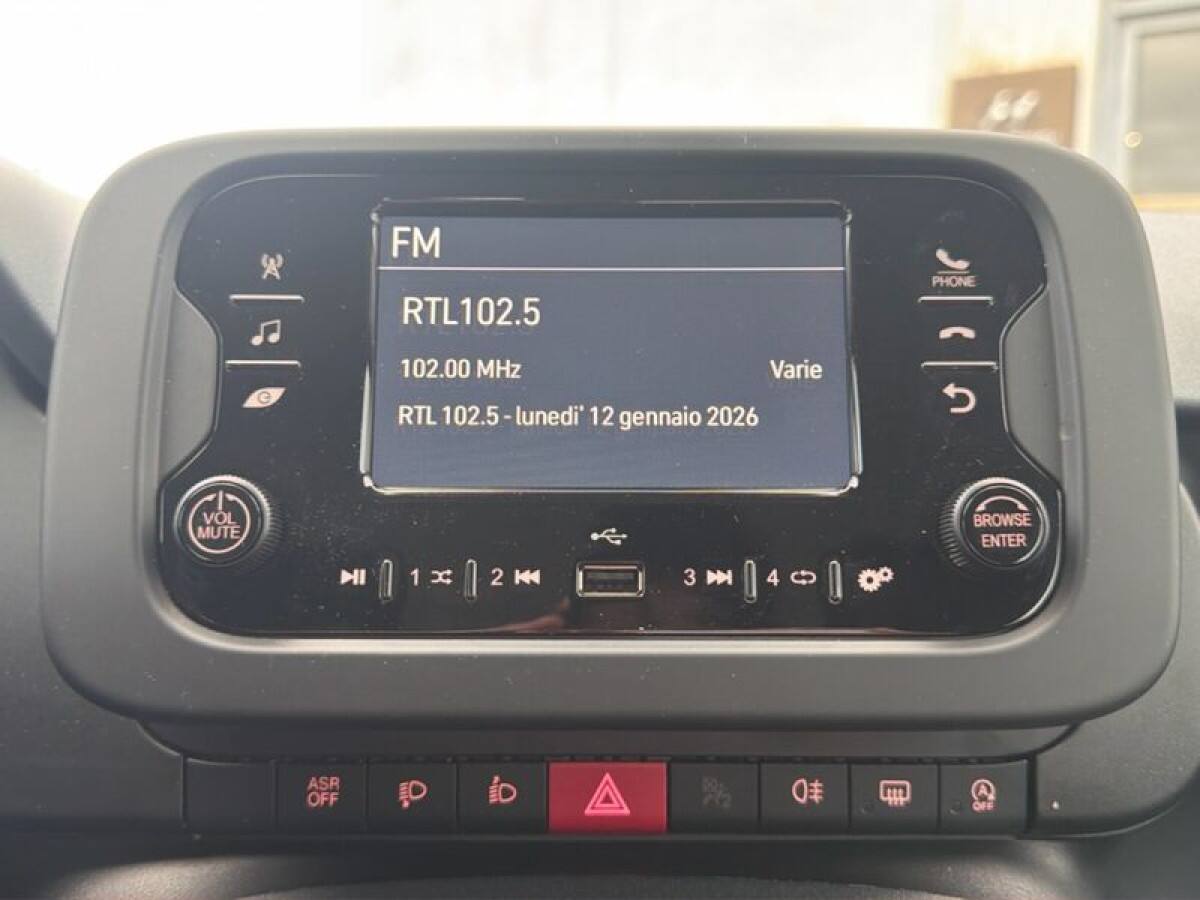 FM
RTL102.5
102.00 MHz Varie
RTL 102.5 - lunedi' 12 gennaio 2026
PHONE
VOL
MUTE
BROWSE
ENTER
1 2 3 4
ASR
OFF
A
OFF